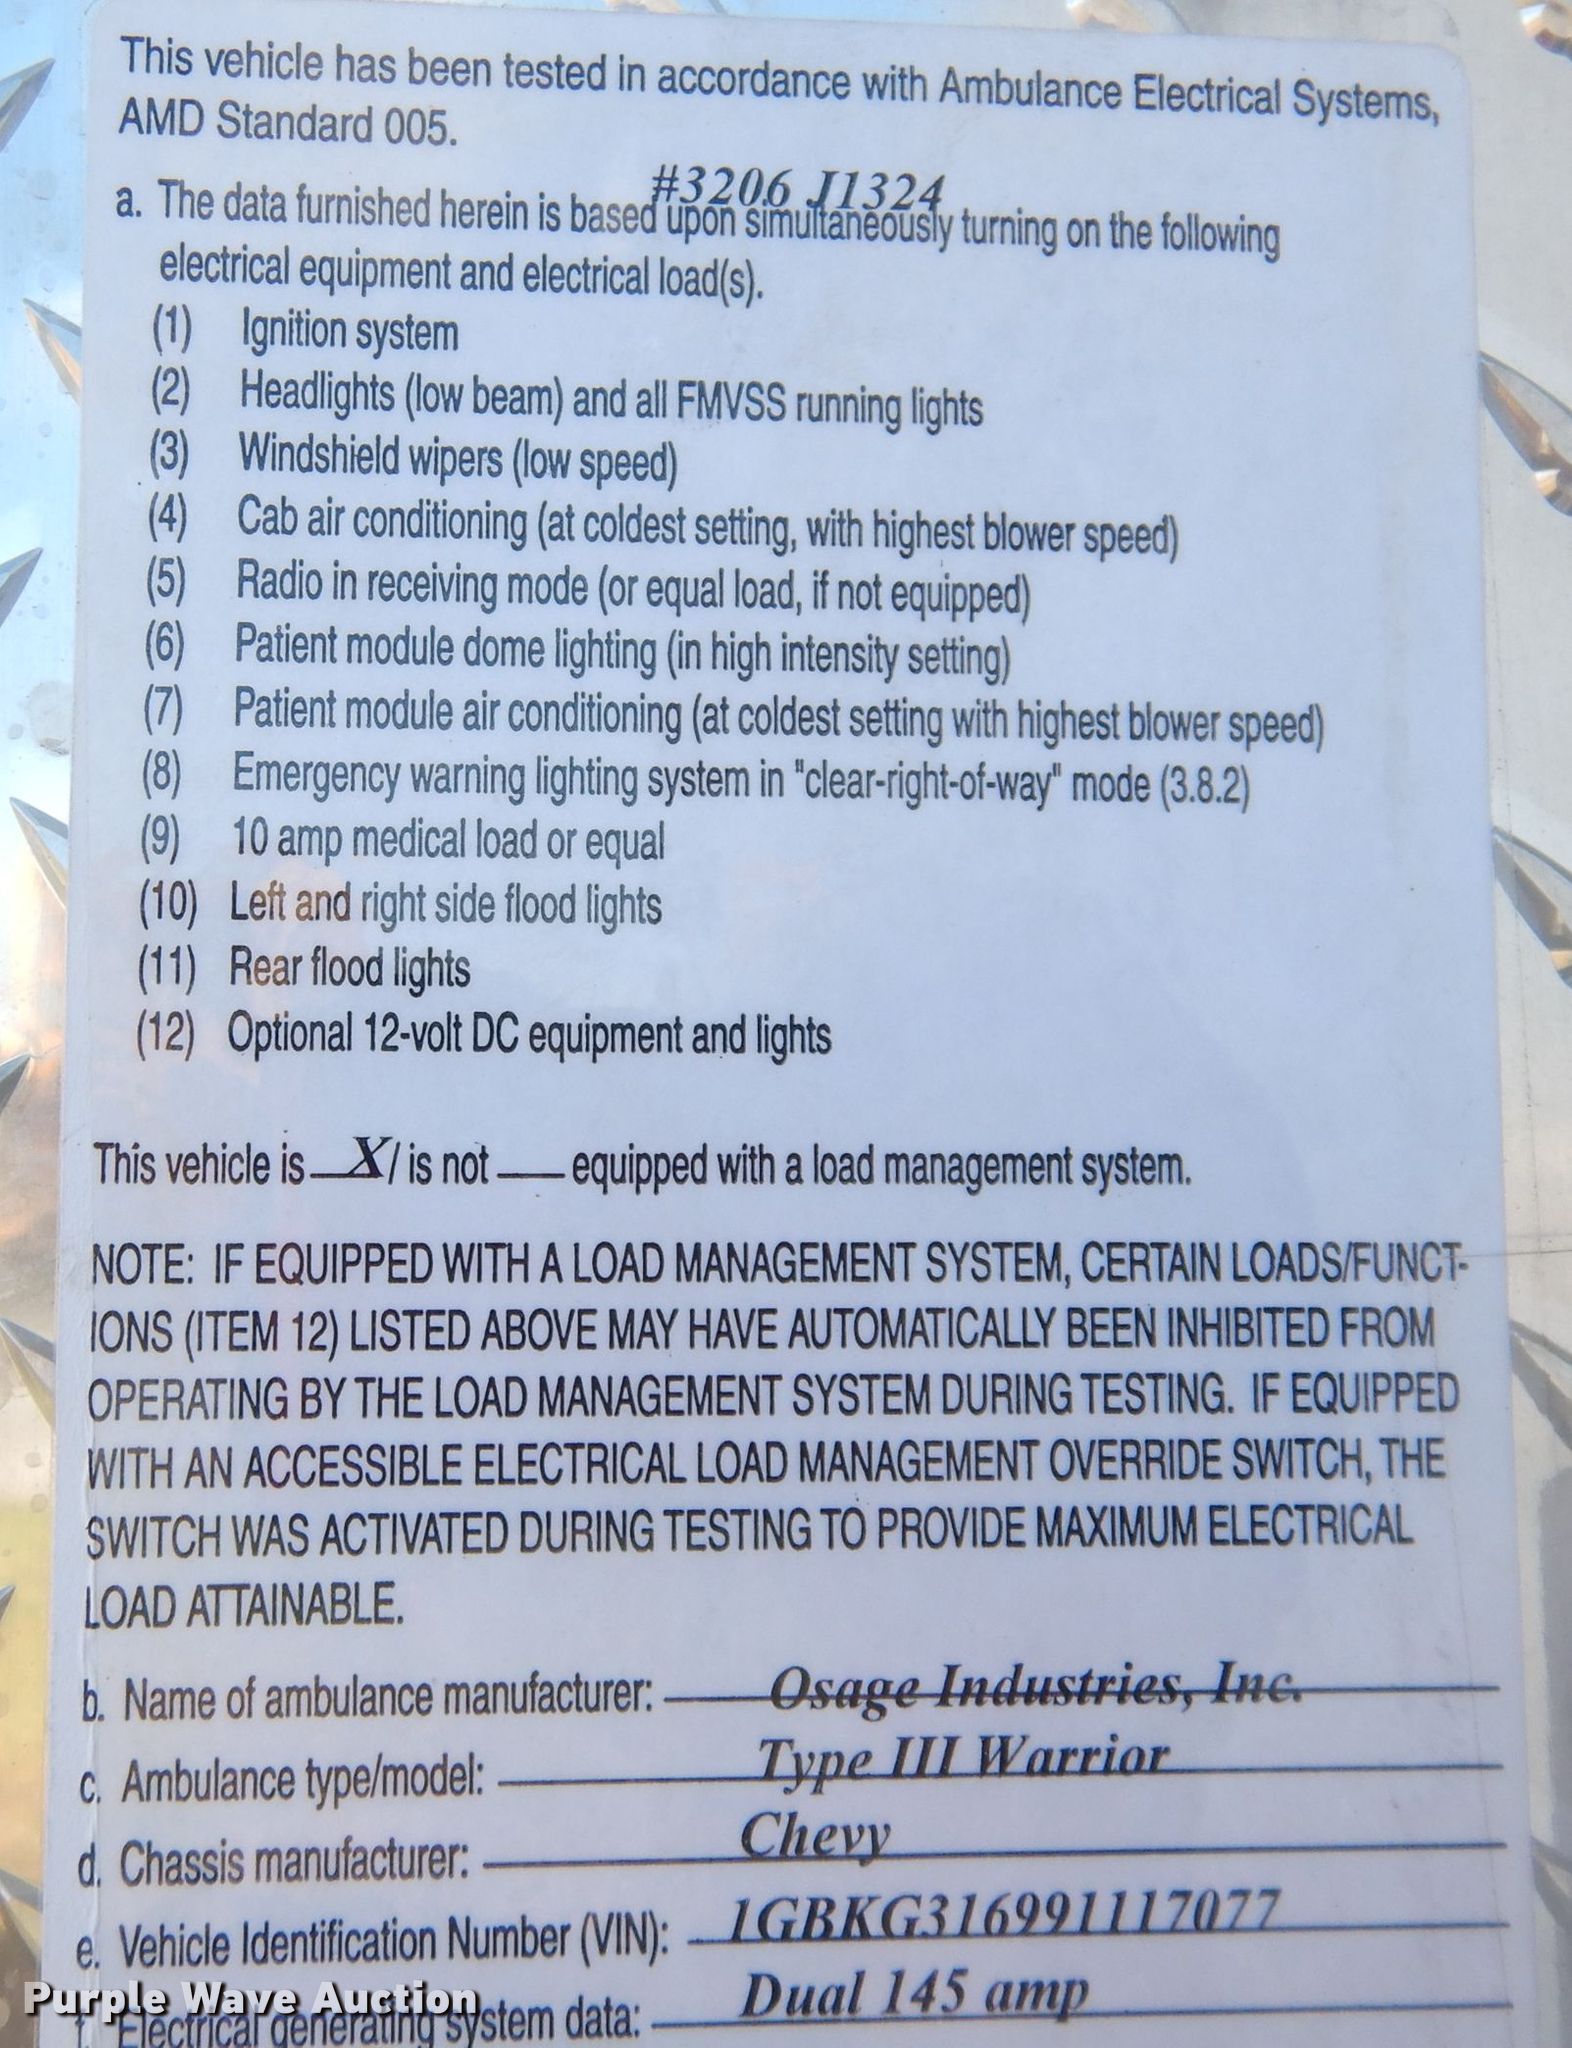 This vehicle has been tested in accordance with Ambulance Electrical Systems,
AMD Standard 005.
#3206 J1324
a. The data furnished herein is based upon simultaneously turning on the following
electrical equipment and electrical load(s).
(1) Ignition system
(2) Headlights (low beam) and all FMVSS running lights
(3) Windshield wipers (low speed)
(4) Cab air conditioning (at coldest setting, with highest blower speed)
(5) Radio in receiving mode (or equal load, if not equipped)
(6) Patient module dome lighting (in high intensity setting)
(7) Patient module air conditioning (at coldest setting with highest blower speed)
(8) Emergency warning lighting system in "clear-right-of-way" mode (3.8.2)
(9) 10 amp medical load or equal
(10) Left and right side flood lights
(11) Rear flood lights
(12) Optional 12-volt DC equipment and lights
This vehicle is X/ is not ___ equipped with a load management system.
NOTE: IF EQUIPPED WITH A LOAD MANAGEMENT SYSTEM, CERTAIN LOADS/FUNCT-
IONS (ITEM 12) LISTED ABOVE MAY HAVE AUTOMATICALLY BEEN INHIBITED FROM
OPERATING BY THE LOAD MANAGEMENT SYSTEM DURING TESTING. IF EQUIPPED
WITH AN ACCESSIBLE ELECTRICAL LOAD MANAGEMENT OVERRIDE SWITCH, THE
SWITCH WAS ACTIVATED DURING TESTING TO PROVIDE MAXIMUM ELECTRICAL
LOAD ATTAINABLE.
b. Name of ambulance manufacturer: Osage Industries, Inc.
c. Ambulance type/model: Type III Warrior
d. Chassis manufacturer: Chevy
e. Vehicle Identification Number (VIN): 1GBKG316991117077
f. Electrical generating system data: Dual 145 amp
Purple Wave Auction